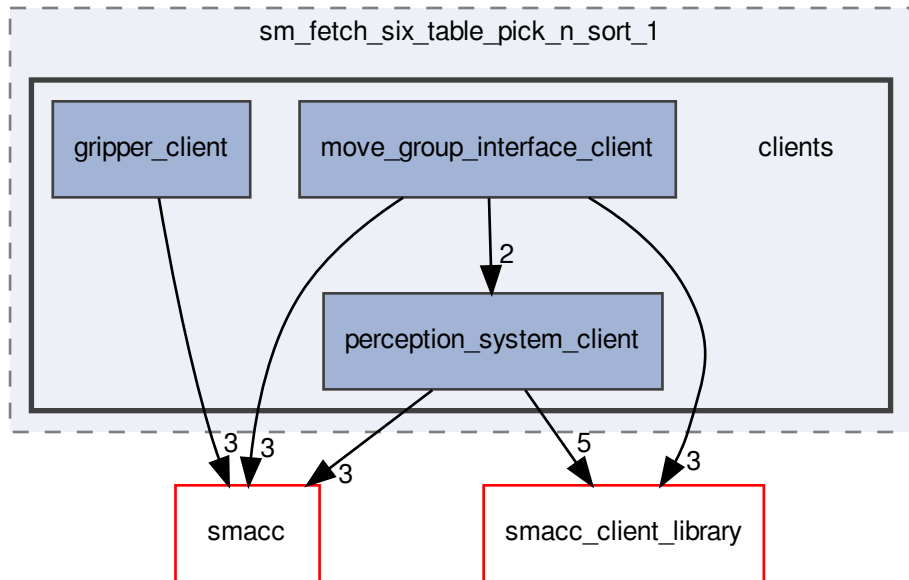 sm_fetch_six_table_pick_n_sort_1
gripper_client
move_group_interface_client
clients
2
perception_system_client
3
3
3
5
3
smacc
smacc_client_library